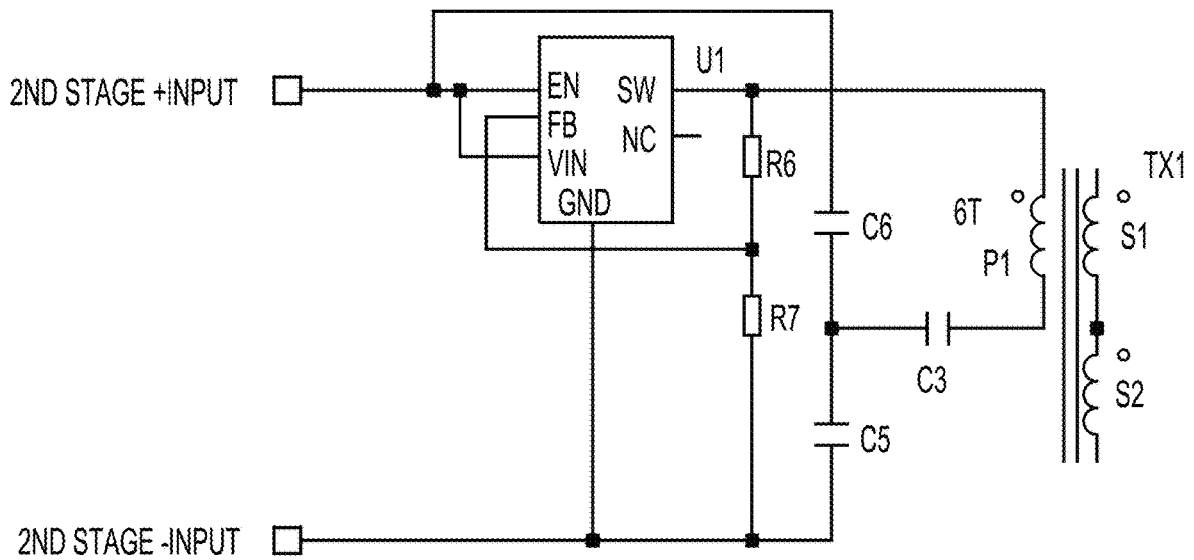 2ND STAGE +INPUT
EN
FB
VIN
GND
SW
NC
U1
R6
R7
C6
C5
C3
6T
P1
TX1
S1
S2
2ND STAGE -INPUT